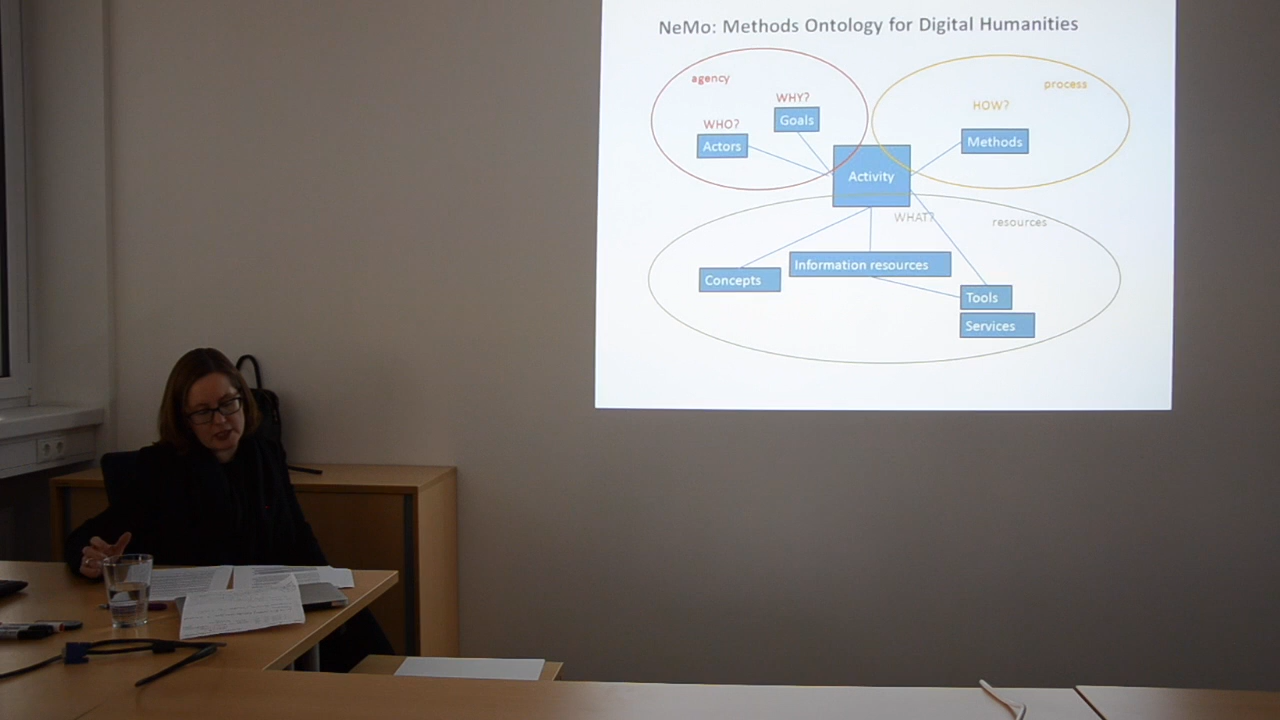 NeMo: Methods Ontology for Digital Humanities
agency
process
WHY?
HOW?
Goals
WHO?
Actors
Methods
Activity
WHAT?
resources
Information resources
Concepts
Tools
Services